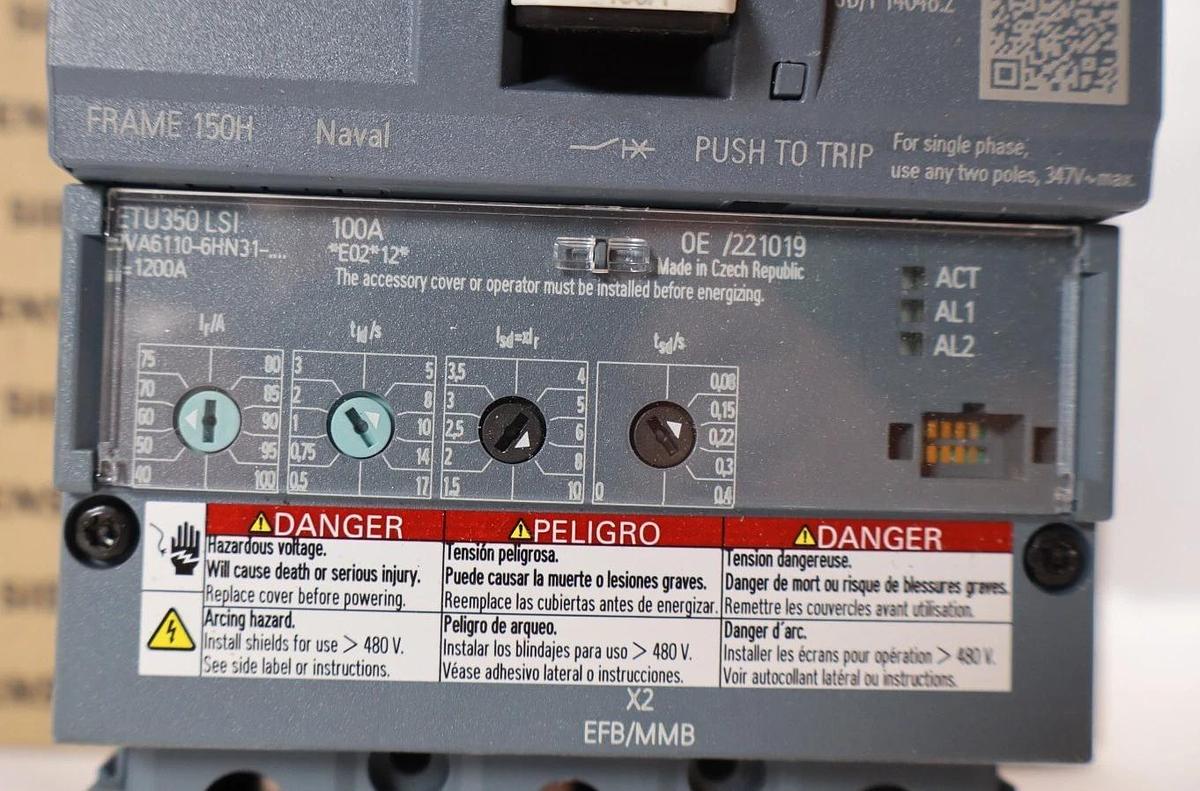 FRAME 150H
Naval
PUSH TO TRIP
For single phase,
use any two poles, 347V~max.
ETU350 LSI
VA6110-6HN31-....
=1200A
100A
*E02*12*
0E /221019
Made in Czech Republic
The accessory cover or operator must be installed before energizing.
ACT
AL1
AL2
Ir/A
75 80
70 85
60 90
50 95
40 100
tld/s
3 5
2 8
1 10
0,75 14
0.5 17
Isd=xIr
3,5 4
3 5
2,5 6
2 8
1.5 10
tsd/s
0,08
0,15
0,22
0,3
0 0.4
DANGER
Hazardous voltage.
Will cause death or serious injury.
Replace cover before powering.
Arcing hazard.
Install shields for use > 480 V.
See side label or instructions.
PELIGRO
Tensión peligrosa.
Puede causar la muerte o lesiones graves.
Reemplace las cubiertas antes de energizar.
Peligro de arqueo.
Instalar los blindajes para uso > 480 V.
Véase adhesivo lateral o instrucciones.
DANGER
Tension dangereuse.
Danger de mort ou risque de blessures graves.
Remettre les couvercles avant utilisation.
Danger d'arc.
Installer les écrans pour opération > 480 V.
Voir autocollant latéral ou instructions.
X2
EFB/MMB